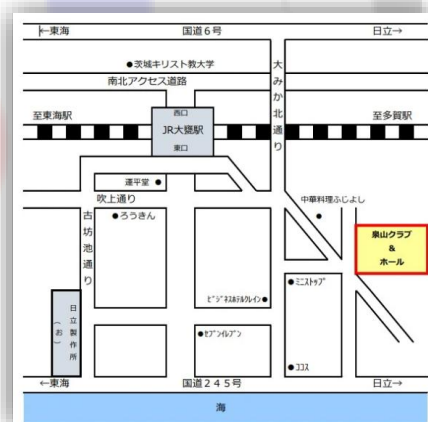 ←東海
国道6号
日立→
●茨城キリスト教大学
南北アクセス道路
大みか北通り
至東海駅
西口
JR大甕駅
東口
至多賀駅
運平堂 ●
吹上通り
●ろうきん
古坊池通り
中華料理ふじよし
●
泉山クラブ
&
ホール
●ミニストップ
ビジネスホテルクレイン●
日立製作所
(お)
●セブンイレブン
●ココス
←東海
国道245号
日立→
海